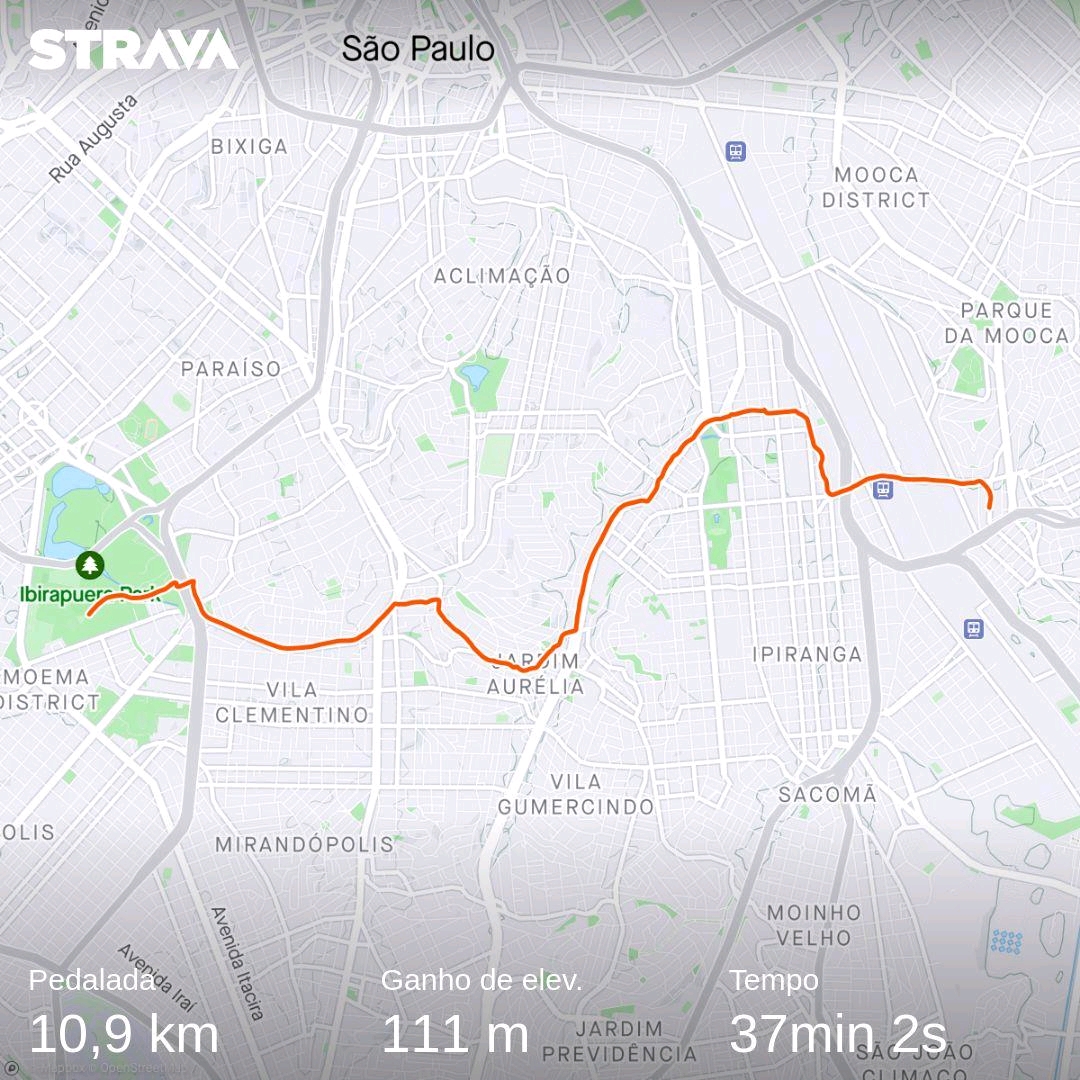 STRAVA
São Paulo
Rua Augusta
BIXIGA
MOOCA
DISTRICT
ACLIMAÇÃO
PARQUE
DA MOOCA
PARAÍSO
Ibirapuera Park
JARDIM
AURÉLIA
IPIRANGA
MOEMA
DISTRICT
VILA
CLEMENTINO
VILA
GUMERCINDO
SACOMÃ
OLIS
MIRANDÓPOLIS
MOINHO
VELHO
Avenida Iraí
Avenida Itacira
Pedalada
Ganho de elev.
Tempo
10,9 km
111 m
37min 2s
JARDIM
PREVIDÊNCIA
SÃO JOÃO
CLIMACO
© Mapbox © OpenStreetMap